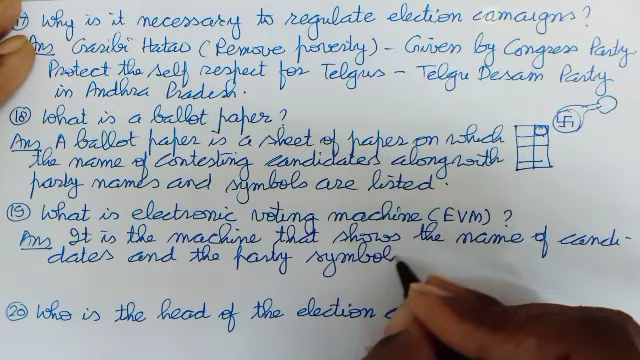 17) Why is it necessary to regulate election camaigns?
Ans Garibi Hatao (Remove poverty) - Given by Congress Party
Protect the self respect for Telgus - Telgu Desam Party
in Andhra Pradesh.
18 What is a ballot paper?
Ans A ballot paper is a sheet of paper on which
the name of contesting candidates along with
party names and symbols are listed.
19 What is electronic voting machine (EVM)?
Ans It is the machine that shows the name of candi-
dates and the party symbol
20 Who is the head of the election